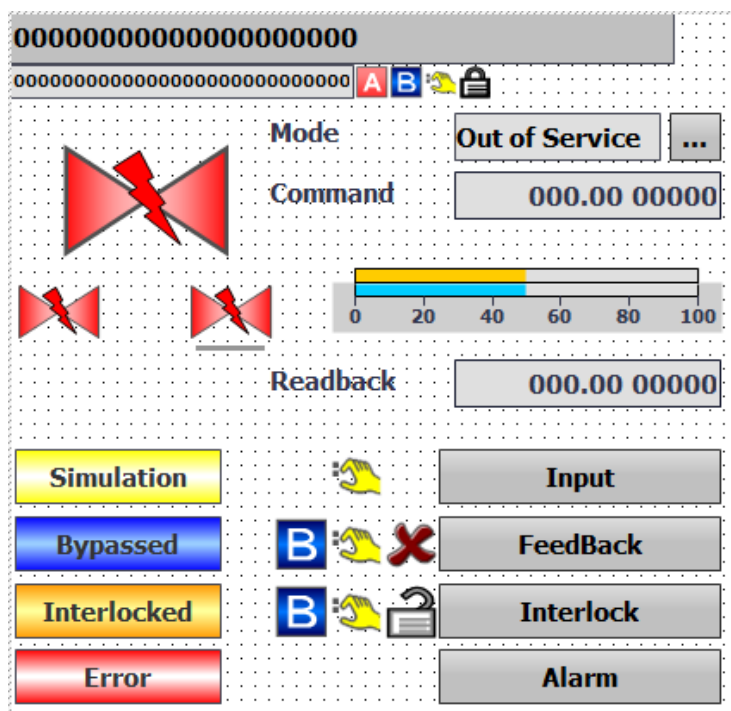 00000000000000000000
0000000000000000000000000000 A B
Mode Out of Service ...
Command 000.00 00000
0 20 40 60 80 100
Readback 000.00 00000
Simulation Input
Bypassed B FeedBack
Interlocked B Interlock
Error Alarm